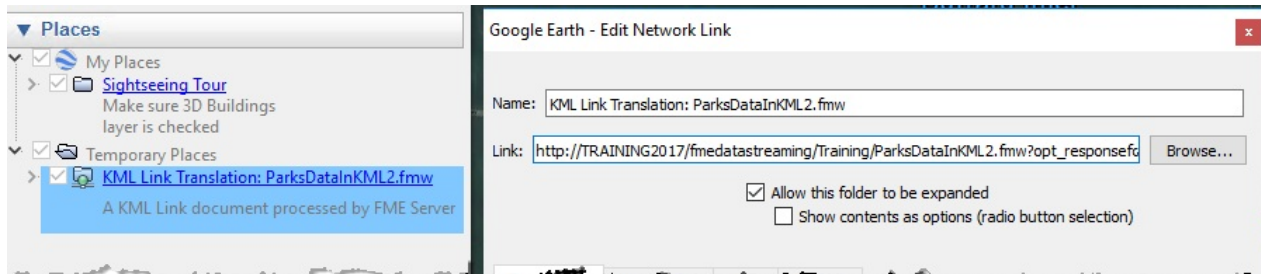 Places
My Places
Sightseeing Tour
Make sure 3D Buildings
layer is checked
Temporary Places
KML Link Translation: ParksDataInKML2.fmw
A KML Link document processed by FME Server
Google Earth - Edit Network Link
Name: KML Link Translation: ParksDataInKML2.fmw
Link: http://TRAINING2017/fmedatastreaming/Training/ParksDataInKML2.fmw?opt_responsefo Browse...
Allow this folder to be expanded
Show contents as options (radio button selection)